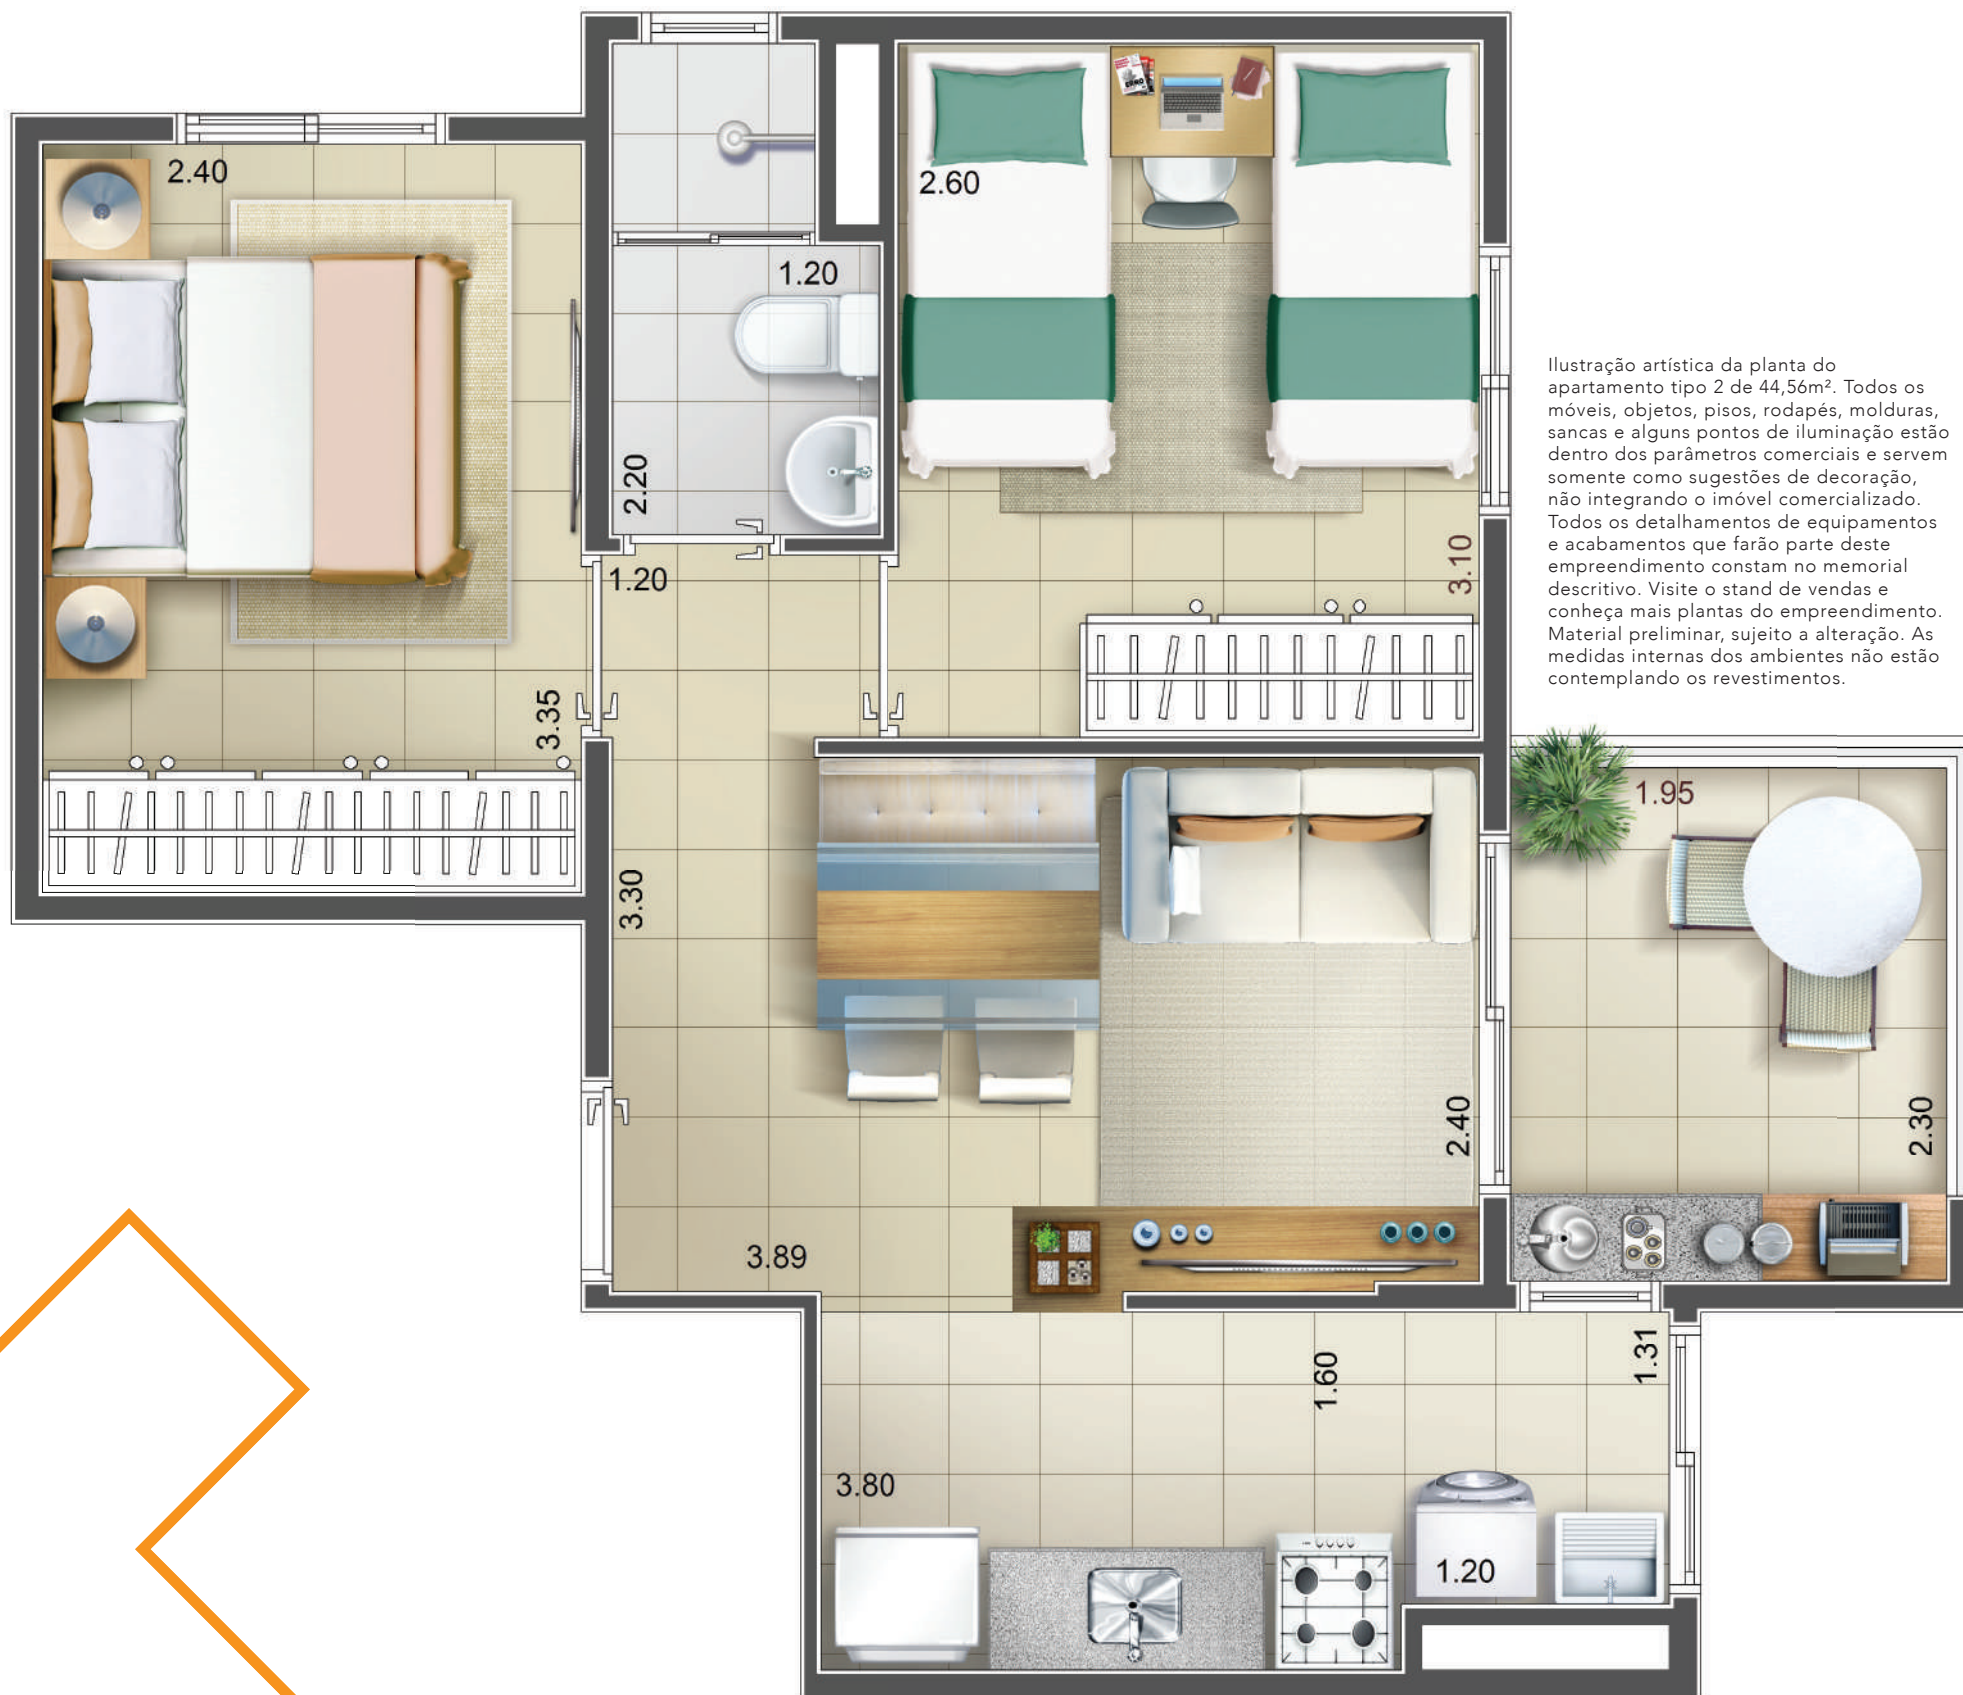 2.40
2.60
1.20
2.20
1.20
3.10
3.35
Ilustração artística da planta do
apartamento tipo 2 de 44,56m². Todos os
móveis, objetos, pisos, rodapés, molduras,
sancas e alguns pontos de iluminação estão
dentro dos parâmetros comerciais e servem
somente como sugestões de decoração,
não integrando o imóvel comercializado.
Todos os detalhamentos de equipamentos
e acabamentos que farão parte deste
empreendimento constam no memorial
descritivo. Visite o stand de vendas e
conheça mais plantas do empreendimento.
Material preliminar, sujeito a alteração. As
medidas internas dos ambientes não estão
contemplando os revestimentos.
1.95
3.30
2.40
2.30
3.89
1.60
1.31
3.80
1.20